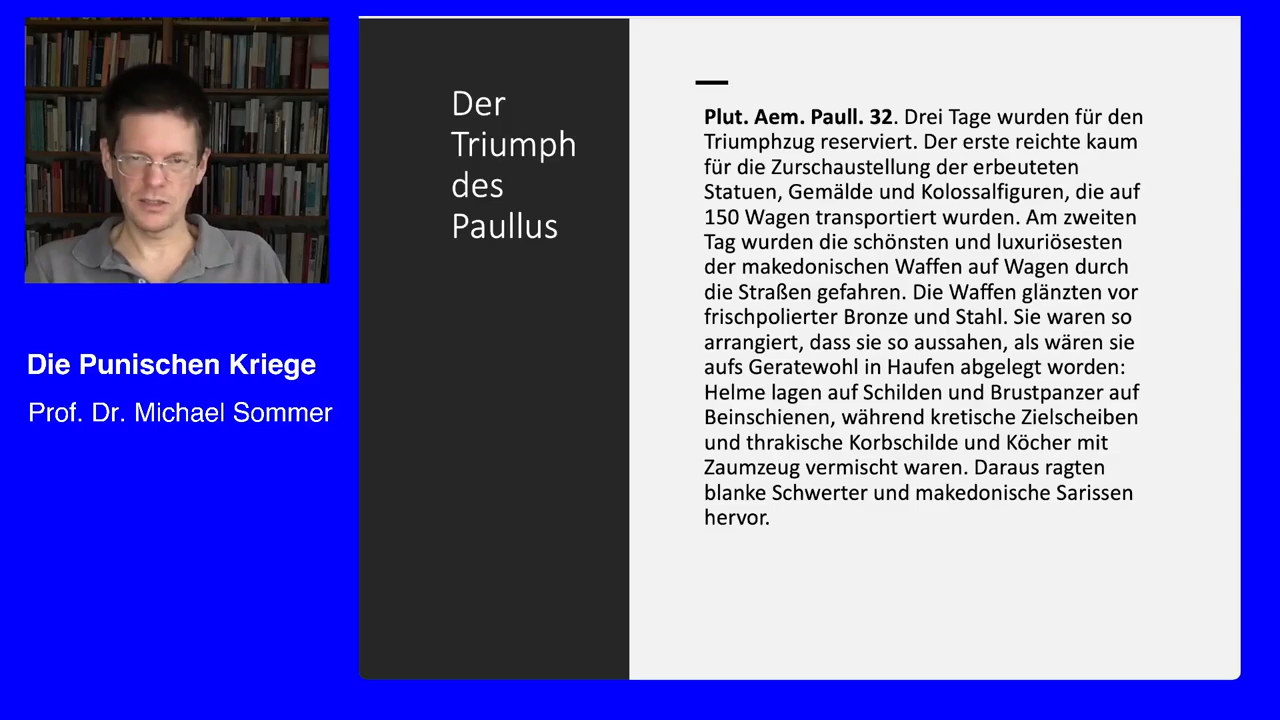 Der
Triumph
des
Paullus
Plut. Aem. Paull. 32. Drei Tage wurden für den
Triumphzug reserviert. Der erste reichte kaum
für die Zurschaustellung der erbeuteten
Statuen, Gemälde und Kolossalfiguren, die auf
150 Wagen transportiert wurden. Am zweiten
Tag wurden die schönsten und luxuriösesten
der makedonischen Waffen auf Wagen durch
die Straßen gefahren. Die Waffen glänzten vor
frischpolierter Bronze und Stahl. Sie waren so
arrangiert, dass sie so aussahen, als wären sie
aufs Geratewohl in Haufen abgelegt worden:
Helme lagen auf Schilden und Brustpanzer auf
Beinschienen, während kretische Zielscheiben
und thrakische Korbschilde und Köcher mit
Zaumzeug vermischt waren. Daraus ragten
blanke Schwerter und makedonische Sarissen
hervor.
Die Punischen Kriege
Prof. Dr. Michael Sommer